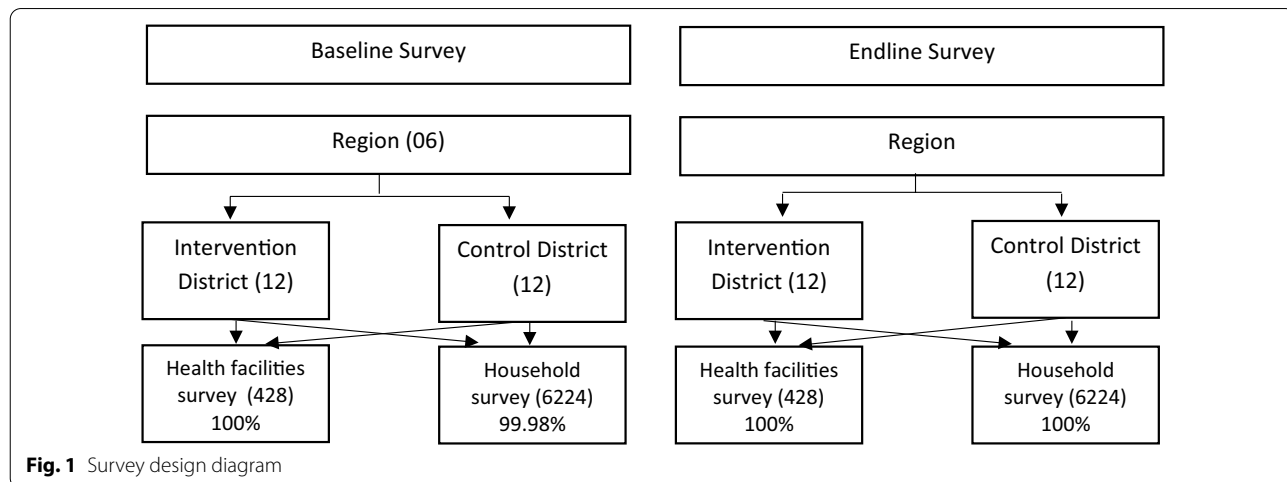 Baseline Survey
Endline Survey
Region (06)
Region
Intervention
District (12)
Control District
(12)
Intervention
District (12)
Control District
(12)
Health facilities
survey (428)
100%
Household
survey (6224)
99.98%
Health facilities
survey (428)
100%
Household
survey (6224)
100%
Fig. 1 Survey design diagram